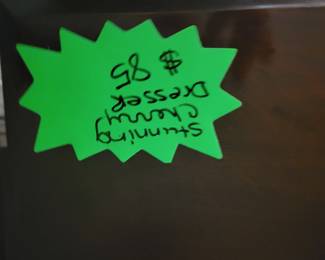 Stunning
Cherry
Dresser
$ 85